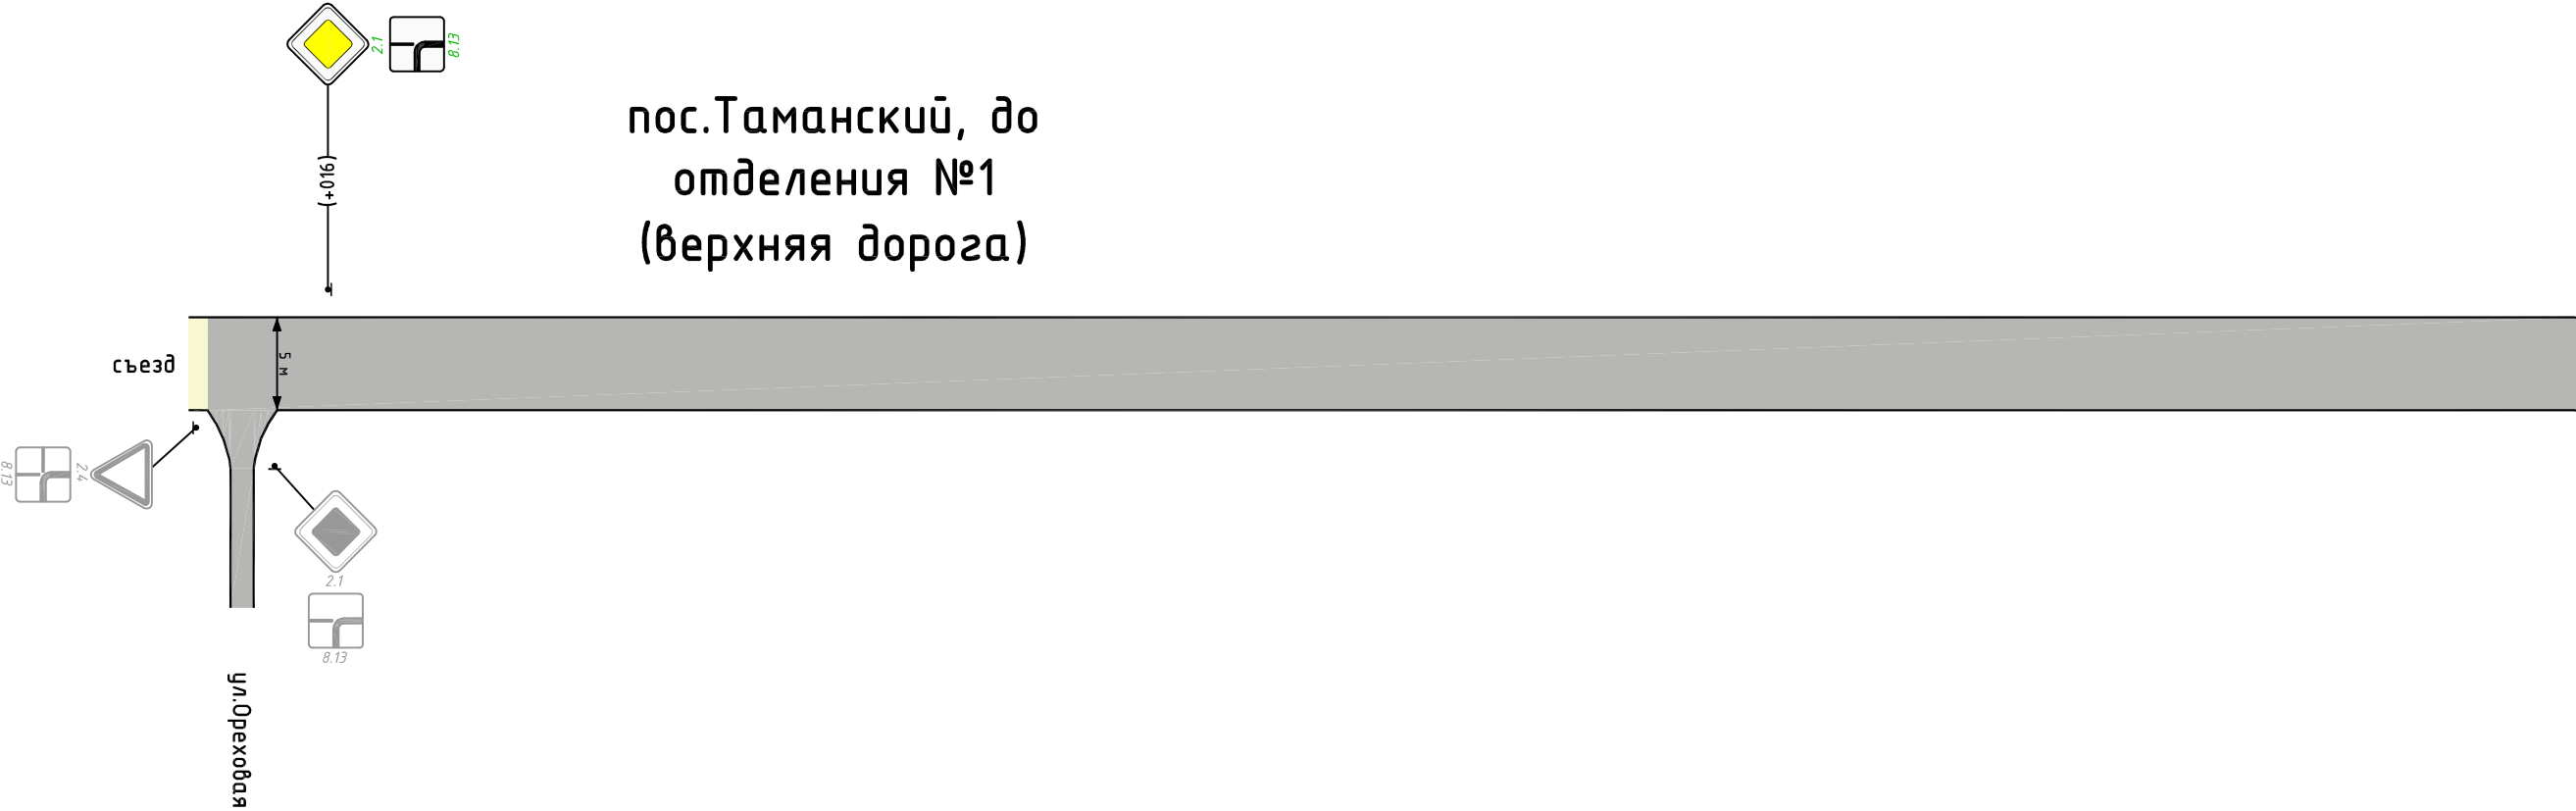 2.1
8.13
(+016)
пос.Таманский, до
отделения №1
(верхняя дорога)
5 м
съезд
8.13
2.4
2.1
8.13
ул.Ореховая